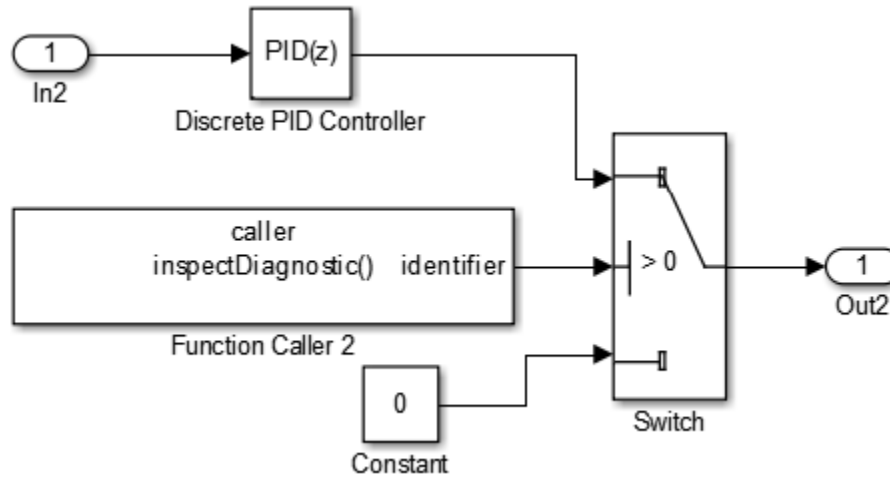 1
In2
PID(z)
Discrete PID Controller
caller
inspectDiagnostic() identifier
Function Caller 2
> 0
Switch
1
Out2
0
Constant